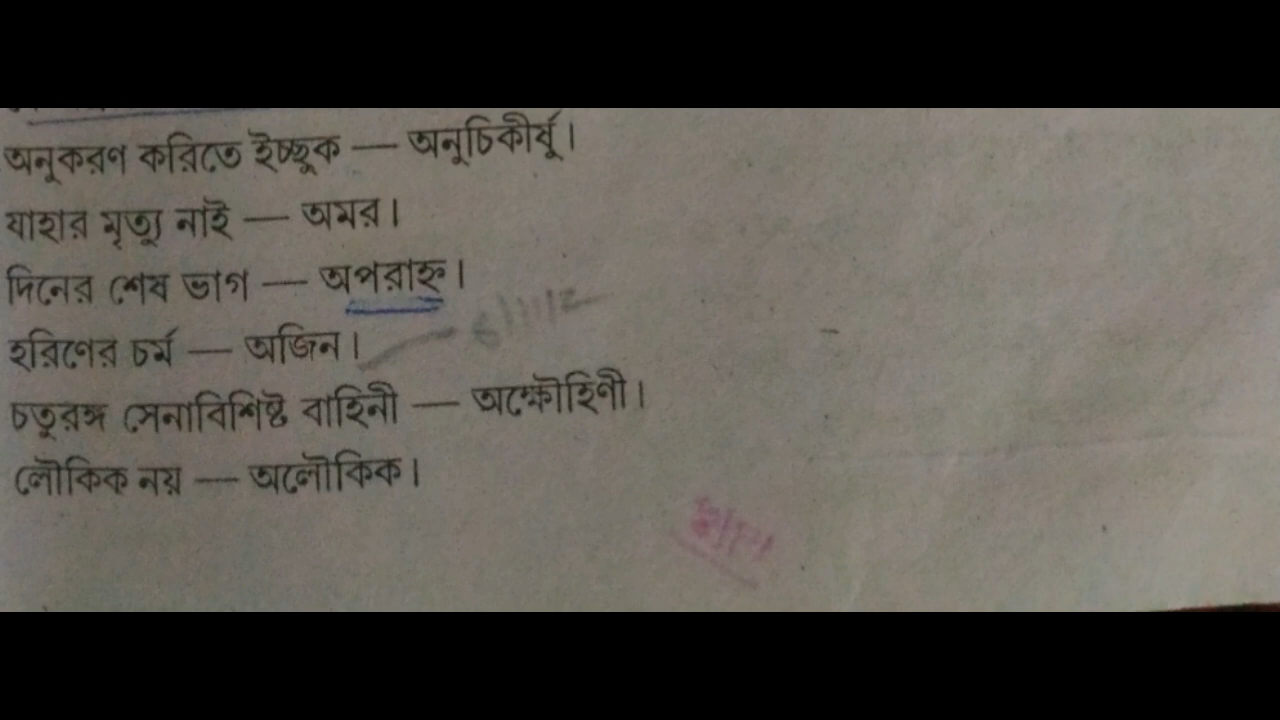 অনুকরণ করিতে ইচ্ছুক — অনুচিকীর্ষু।
যাহার মৃত্যু নাই — অমর।
দিনের শেষ ভাগ — অপরাহ্ন।
হরিণের চর্ম — অজিন।
চতুরঙ্গ সেনাবিশিষ্ট বাহিনী — অক্ষৌহিণী।
লৌকিক নয় — অলৌকিক।